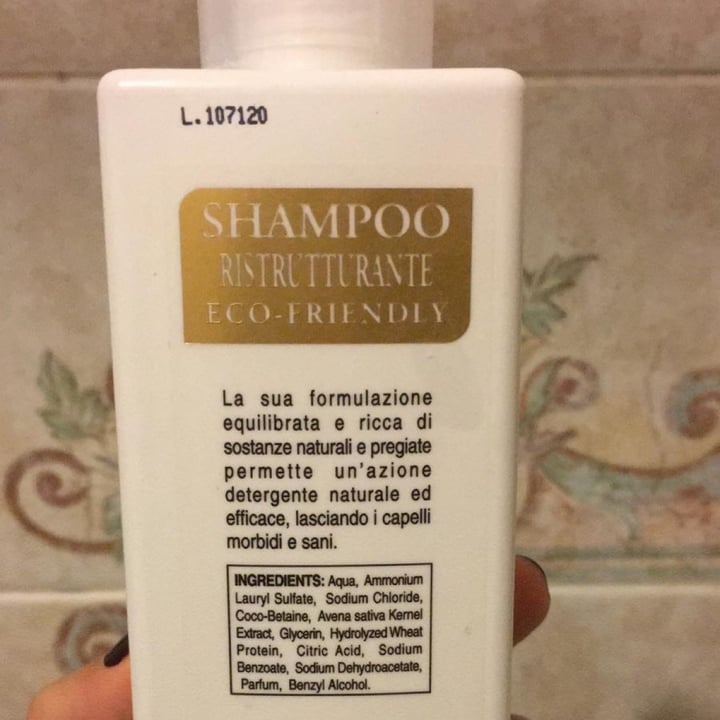 L.107120
SHAMPOO
RISTRUTTURANTE
ECO-FRIENDLY
La sua formulazione
equilibrata e ricca di
sostanze naturali e pregiate
permette un'azione
detergente naturale ed
efficace, lasciando i capelli
morbidi e sani.
INGREDIENTS: Aqua, Ammonium
Lauryl Sulfate, Sodium Chloride,
Coco-Betaine, Avena sativa Kernel
Extract, Glycerin, Hydrolyzed Wheat
Protein, Citric Acid, Sodium
Benzoate, Sodium Dehydroacetate,
Parfum, Benzyl Alcohol.